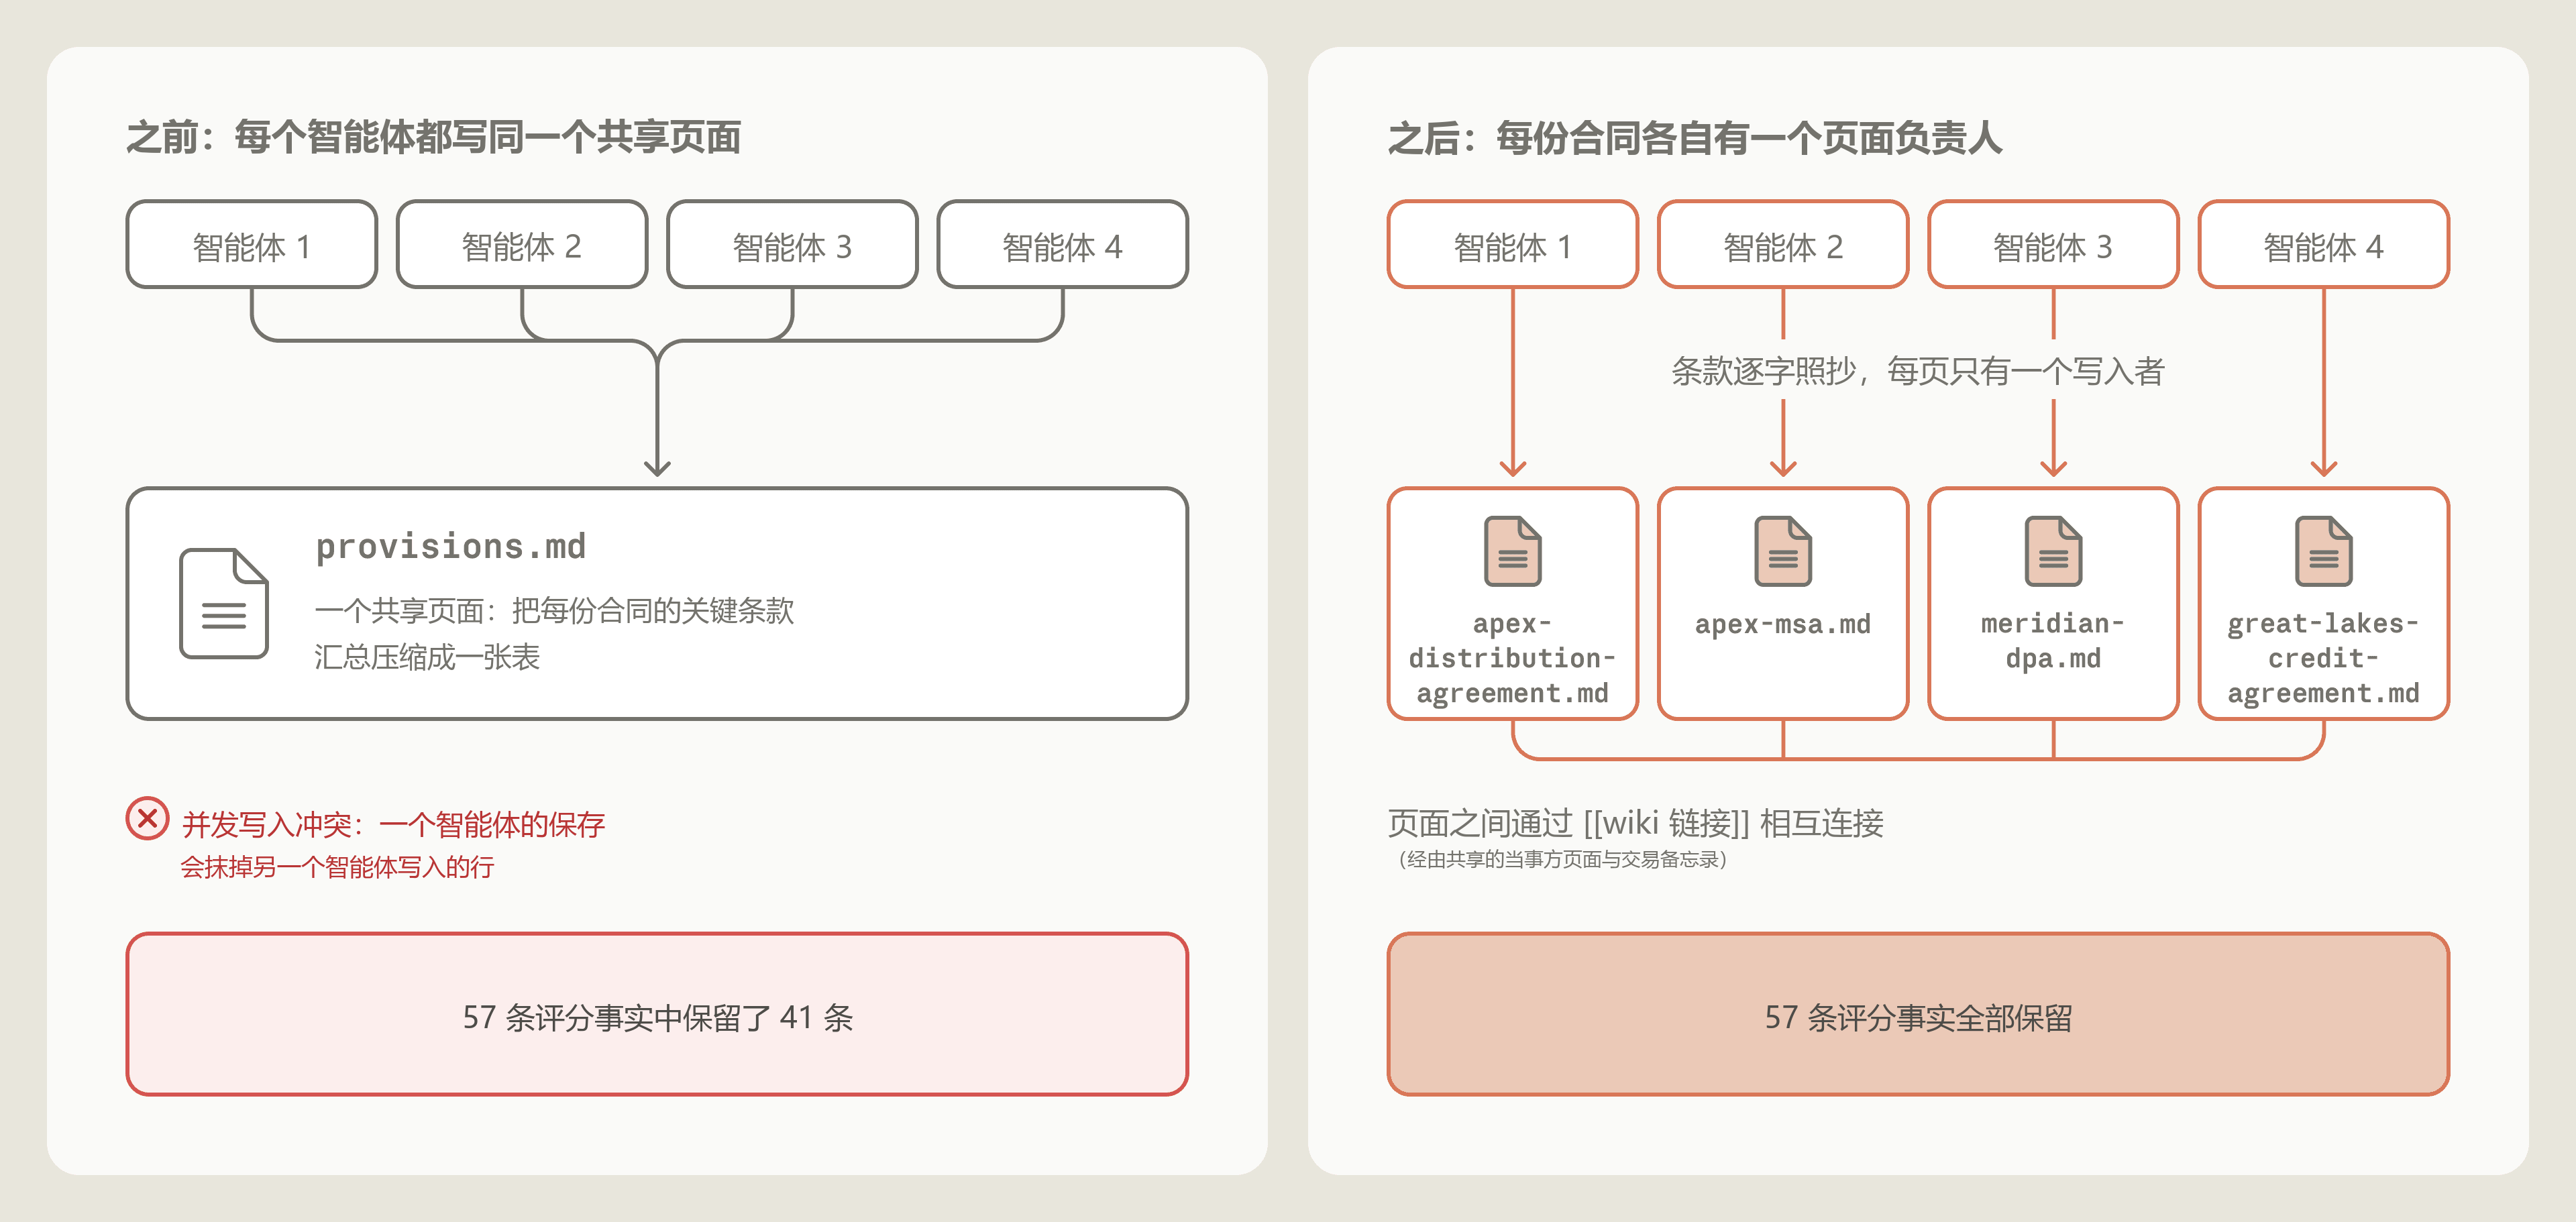 之前：每个智能体都写同一个共享页面
智能体 1
智能体 2
智能体 3
智能体 4
provisions.md
一个共享页面：把每份合同的关键条款
汇总压缩成一张表
并发写入冲突：一个智能体的保存
会抹掉另一个智能体写入的行
57 条评分事实中保留了 41 条
之后：每份合同各自有一个页面负责人
智能体 1
智能体 2
智能体 3
智能体 4
条款逐字照抄，每页只有一个写入者
apex-
distribution-
agreement.md
apex-msa.md
meridian-
dpa.md
great-lakes-
credit-
agreement.md
页面之间通过 [[wiki 链接]] 相互连接
（经由共享的当事方页面与交易备忘录）
57 条评分事实全部保留